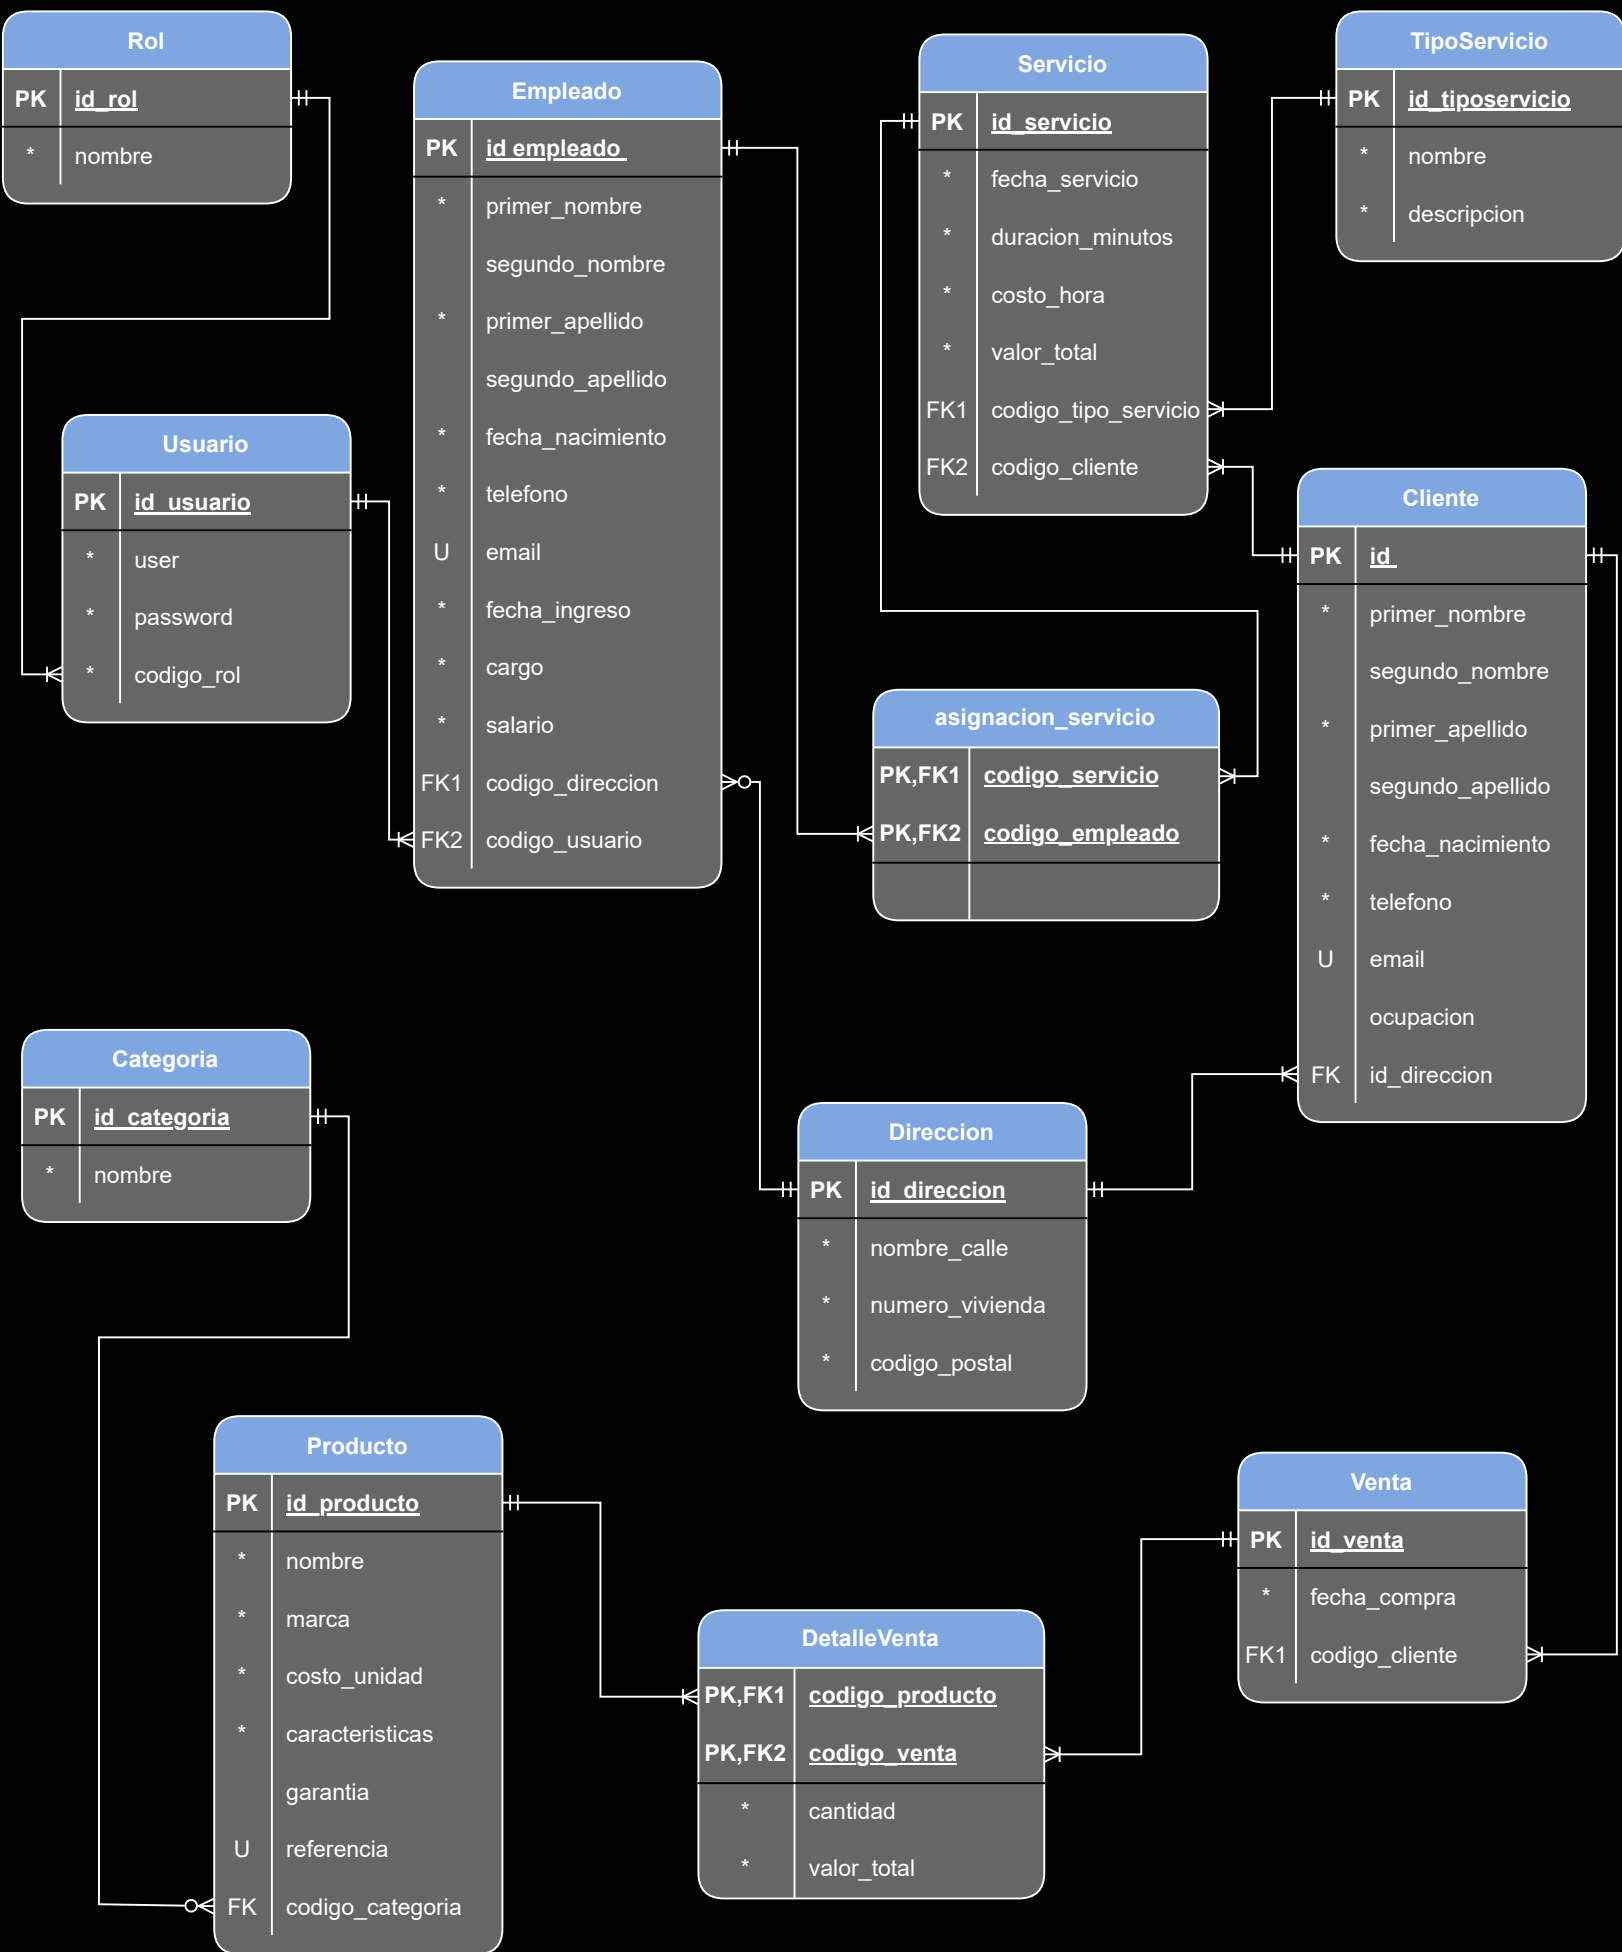 Rol
PK id_rol
* nombre
Empleado
PK id empleado
* primer_nombre
segundo_nombre
* primer_apellido
segundo_apellido
* fecha_nacimiento
* telefono
U email
* fecha_ingreso
* cargo
* salario
FK1 codigo_direccion
FK2 codigo_usuario
Servicio
PK id_servicio
* fecha_servicio
* duracion_minutos
* costo_hora
* valor_total
FK1 codigo_tipo_servicio
FK2 codigo_cliente
TipoServicio
PK id_tiposervicio
* nombre
* descripcion
Usuario
PK id_usuario
* user
* password
* codigo_rol
Cliente
PK id
* primer_nombre
segundo_nombre
* primer_apellido
segundo_apellido
* fecha_nacimiento
* telefono
U email
ocupacion
FK id_direccion
asignacion_servicio
PK,FK1 codigo_servicio
PK,FK2 codigo_empleado
Categoria
PK id_categoria
* nombre
Direccion
PK id_direccion
* nombre_calle
* numero_vivienda
* codigo_postal
Producto
PK id_producto
* nombre
* marca
* costo_unidad
* caracteristicas
garantia
U referencia
FK codigo_categoria
DetalleVenta
PK,FK1 codigo_producto
PK,FK2 codigo_venta
* cantidad
* valor_total
Venta
PK id_venta
* fecha_compra
FK1 codigo_cliente